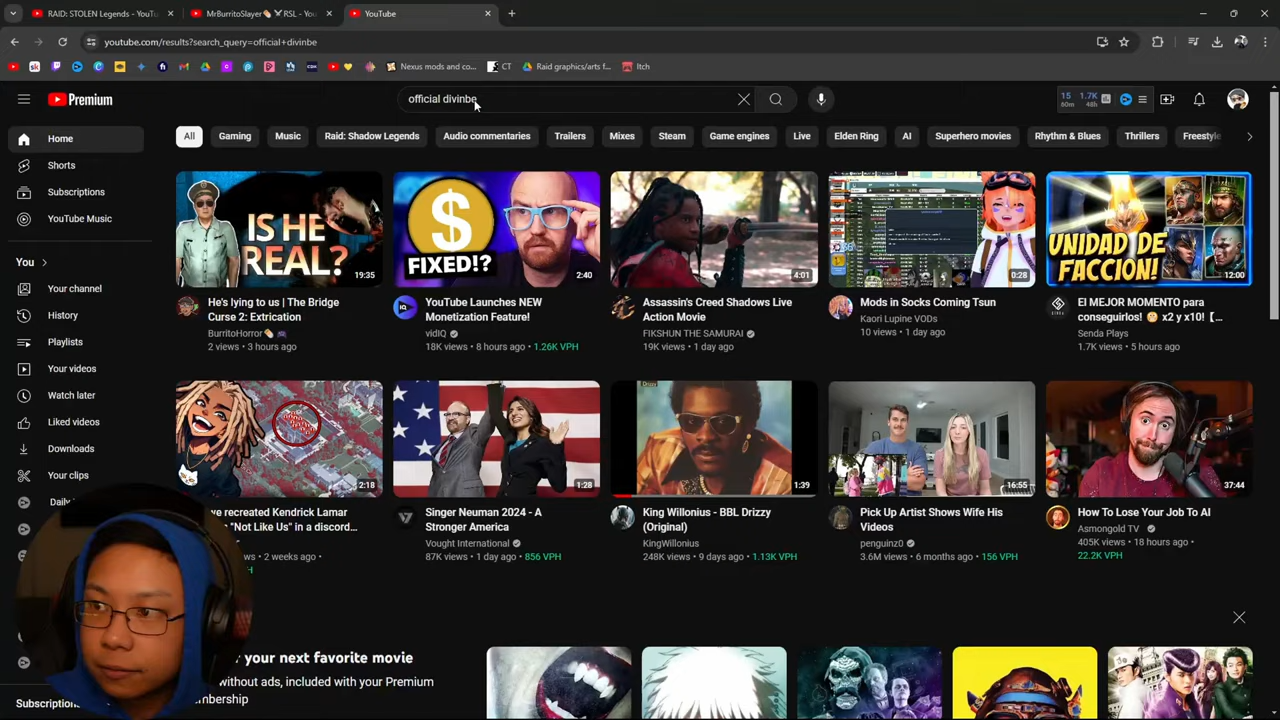 RAID: STOLEN Legends - YouTu
MrBurritoSlayer RSL - You
YouTube
youtube.com/results?search_query=official+divinbe
Nexus mods and co...
CT
Raid graphics/arts f...
Itch
Premium
official divinbe
15
60m
1.7K
48h
All
Gaming
Music
Raid: Shadow Legends
Audio commentaries
Trailers
Mixes
Steam
Game engines
Live
Elden Ring
AI
Superhero movies
Rhythm & Blues
Thrillers
Freestyle
Home
Shorts
Subscriptions
YouTube Music
You
Your channel
History
Playlists
Your videos
Watch later
Liked videos
Downloads
Your clips
Subscriptions
IS HE
REAL?
19:35
He's lying to us | The Bridge
Curse 2: Extrication
BurritoHorror
2 views • 3 hours ago
$
FIXED!?
2:40
YouTube Launches NEW
Monetization Feature!
vidIQ
18K views • 8 hours ago • 1.26K VPH
4:01
Assassin's Creed Shadows Live
Action Movie
FIKSHUN THE SAMURAI
19K views • 1 day ago
0:28
Mods in Socks Coming Tsun
Kaori Lupine VODs
10 views • 1 day ago
UNIDAD DE
FACCIÓN!
12:00
El MEJOR MOMENTO para
conseguirlos! x2 y x10! 【...
Senda Plays
1.7K views • 5 hours ago
2:18
we recreated Kendrick Lamar
"Not Like Us" in a discord...
2 weeks ago •
1:28
Singer Neuman 2024 - A
Stronger America
Vought International
87K views • 1 day ago • 856 VPH
1:39
King Willonius - BBL Drizzy
(Original)
KingWillonius
248K views • 9 days ago • 1.13K VPH
16:55
Pick Up Artist Shows Wife His
Videos
penguinz0
3.6M views • 6 months ago • 156 VPH
37:44
How To Lose Your Job To AI
Asmongold TV
405K views • 18 hours ago •
22.2K VPH
your next favorite movie
without ads, included with your Premium